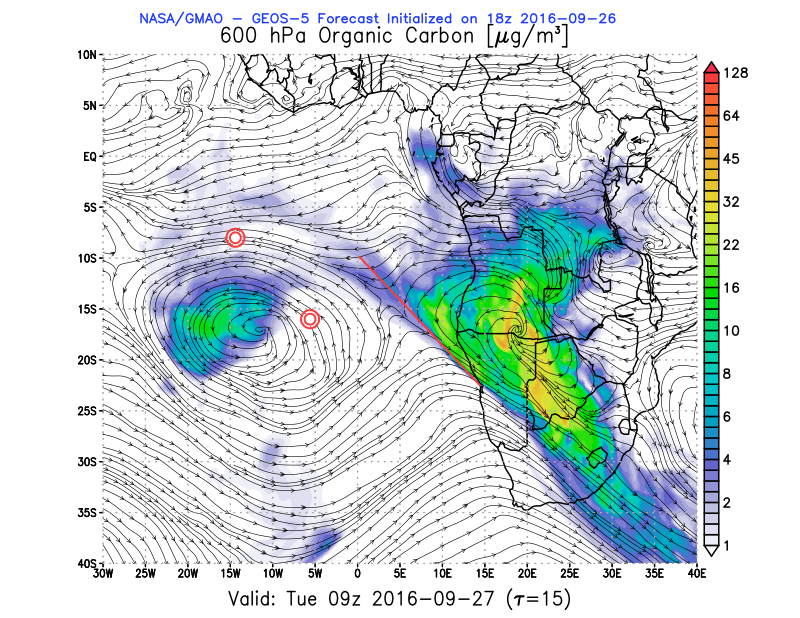 NASA/GMAO – GEOS–5 Forecast Initialized on 18z 2016–09–26
600 hPa Organic Carbon [μg/m³]
10N
5N
EQ
5S
10S
15S
20S
25S
30S
35S
40S
30W 25W 20W 15W 10W 5W 0 5E 10E 15E 20E 25E 30E 35E 40E
128
64
45
32
22
16
10
8
6
4
2
1
Valid: Tue 09z 2016–09–27 (τ=15)